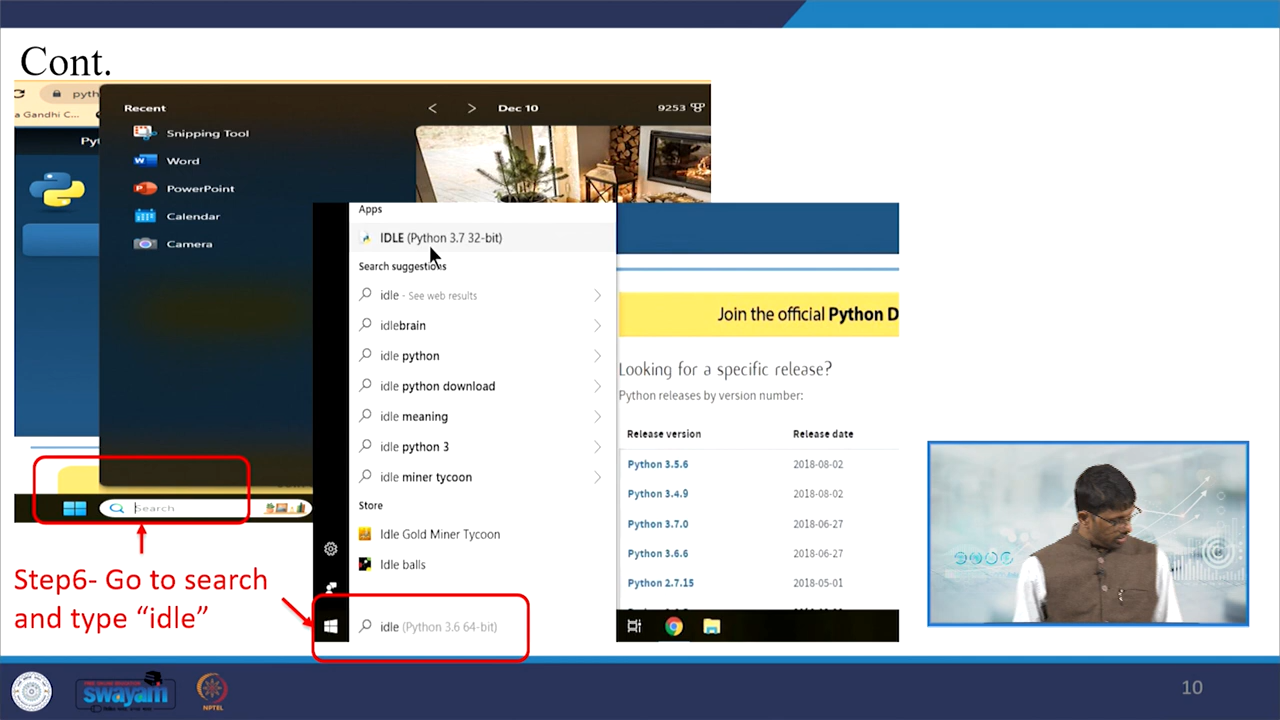 Cont.
pyth
a Gandhi C...
Pyt
Recent
Snipping Tool
Word
PowerPoint
Calendar
Camera
Dec 10
9253
Search
Step6- Go to search
and type “idle”
Apps
IDLE (Python 3.7 32-bit)
Search suggestions
idle - See web results
idlebrain
idle python
idle python download
idle meaning
idle python 3
idle miner tycoon
Store
Idle Gold Miner Tycoon
Idle balls
idle (Python 3.6 64-bit)
Join the official Python D
Looking for a specific release?
Python releases by version number:
Release version Release date
Python 3.5.6 2018-08-02
Python 3.4.9 2018-08-02
Python 3.7.0 2018-06-27
Python 3.6.6 2018-06-27
Python 2.7.15 2018-05-01
swayam
NPTEL
10